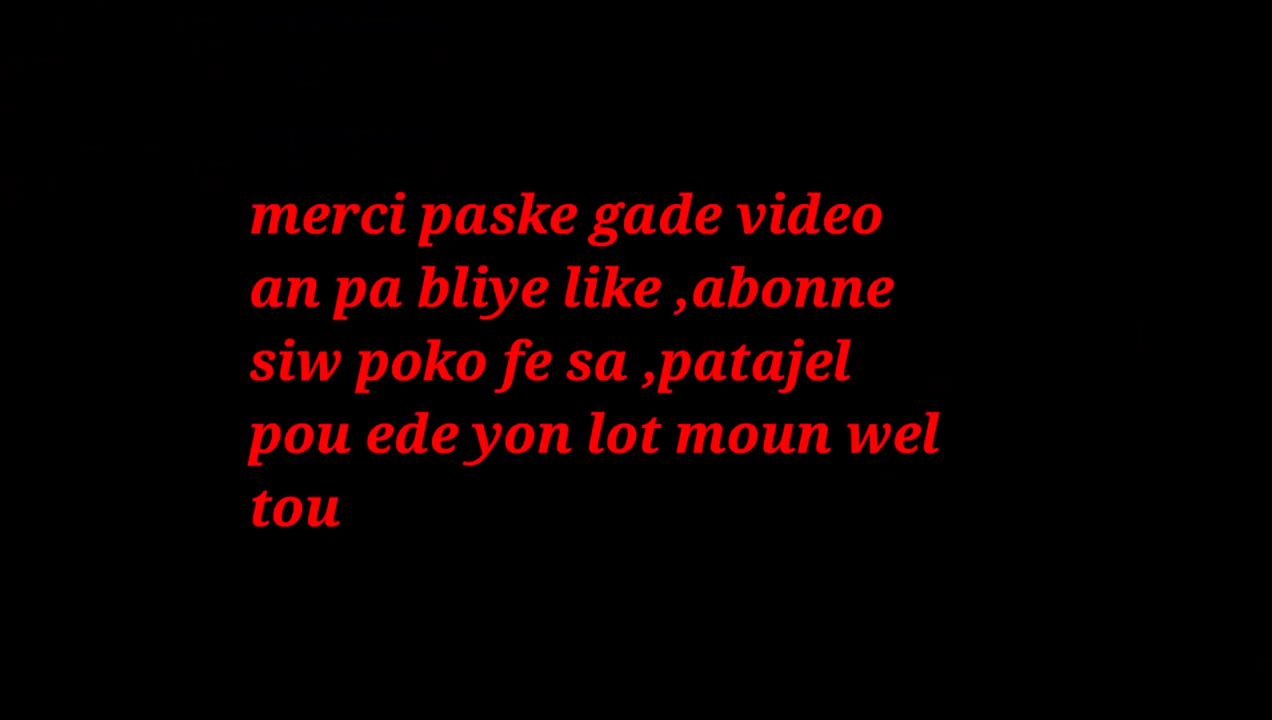 merci paske gade video
an pa bliye like ,abonne
siw poko fe sa ,patajel
pou ede yon lot moun wel
tou